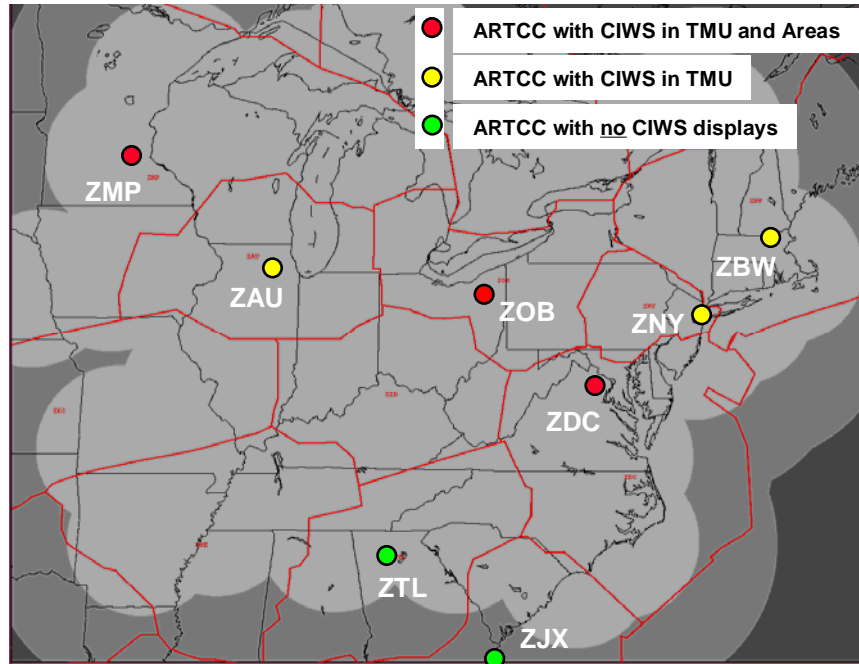 ARTCC with CIWS in TMU and Areas
ARTCC with CIWS in TMU
ARTCC with no CIWS displays
ZMP
ZAU
ZOB
ZBW
ZNY
ZDC
ZTL
ZJX